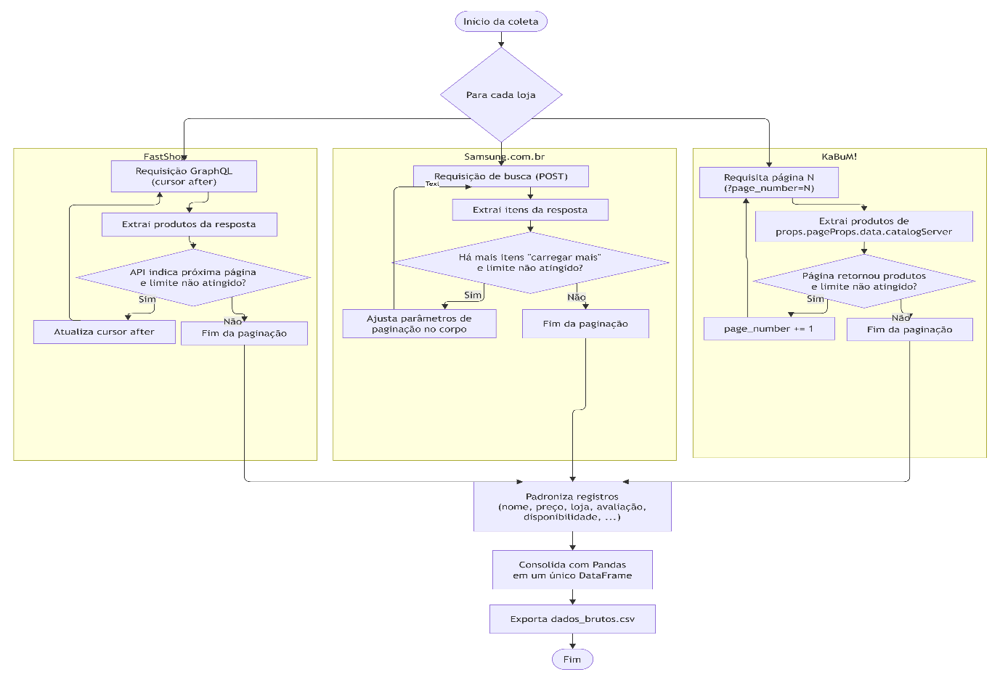 Início da coleta
Para cada loja
FastShop
Requisição GraphQL
(cursor after)
Extrai produtos da resposta
API indica próxima página
e limite não atingido?
Sim
Não
Atualiza cursor after
Fim da paginação
Samsung.com.br
Requisição de busca (POST)
Text
Extrai itens da resposta
Há mais itens "carregar mais"
e limite não atingido?
Sim
Não
Ajusta parâmetros de
paginação no corpo
Fim da paginação
KaBuM!
Requisita página N
(?page_number=N)
Extrai produtos de
props.pageProps.data.catalogServer
Página retornou produtos
e limite não atingido?
Sim
Não
page_number += 1
Fim da paginação
Padroniza registros
(nome, preço, loja, avaliação,
disponibilidade, ...)
Consolida com Pandas
em um único DataFrame
Exporta dados_brutos.csv
Fim